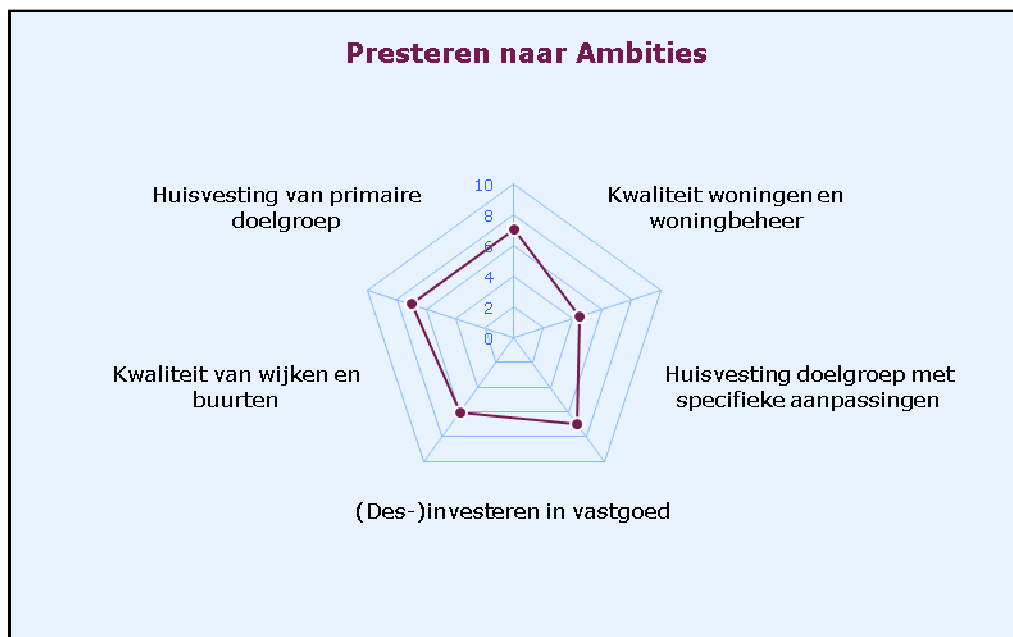 Presteren naar Ambities
Huisvesting van primaire
doelgroep
10
8
6
4
2
0
Kwaliteit woningen en
woningbeheer
Kwaliteit van wijken en
buurten
Huisvesting doelgroep met
specifieke aanpassingen
(Des-)investeren in vastgoed